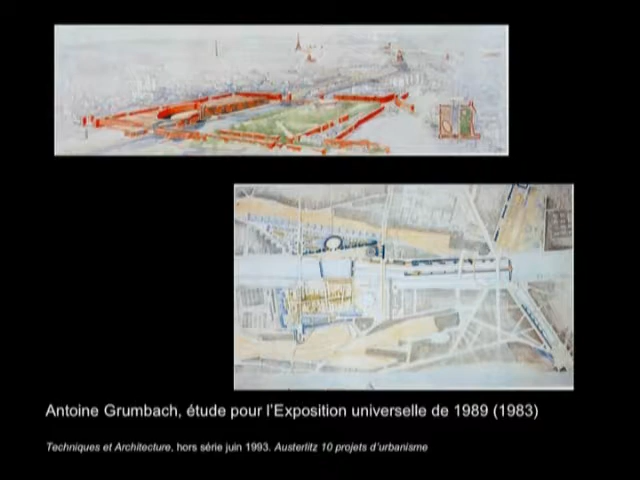 Antoine Grumbach, étude pour l'Exposition universelle de 1989 (1983)
Techniques et Architecture, hors série juin 1993. Austerlitz 10 projets d'urbanisme